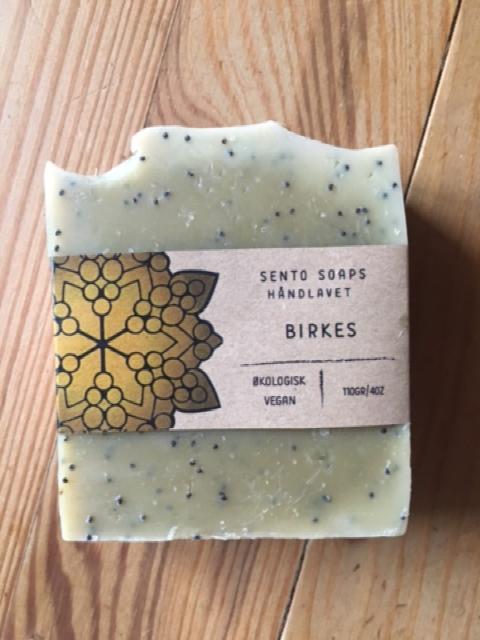 SENTO SOAPS
HÅNDLAVET
BIRKES
ØKOLOGISK
VEGAN
110GR/4OZ